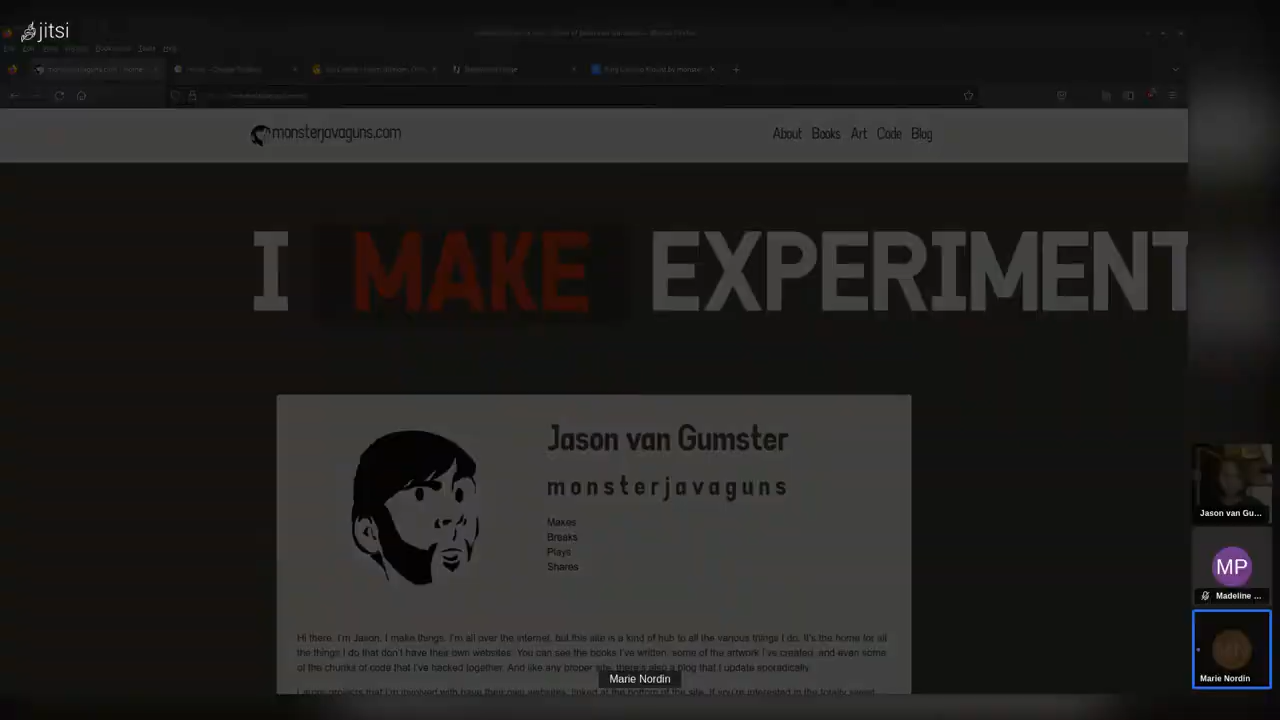 jitsi
monsterjavaguns.com
About Books Art Code Blog
I MAKE EXPERIMENT
Jason van Gumster
monsterjavaguns
Makes
Breaks
Plays
Shares
Hi there. I'm Jason. I make things. I'm all over the internet, but this site is a kind of hub to all the various things I do. It's the home for all
the things I do that don't have their own websites. You can see the books I've written, some of the artwork I've created, and even some
of the chunks of code that I've hacked together. And like any proper site, there's also a blog that I update sporadically.
Jason van Gu...
MP
Madeline ...
Marie Nordin
Marie Nordin